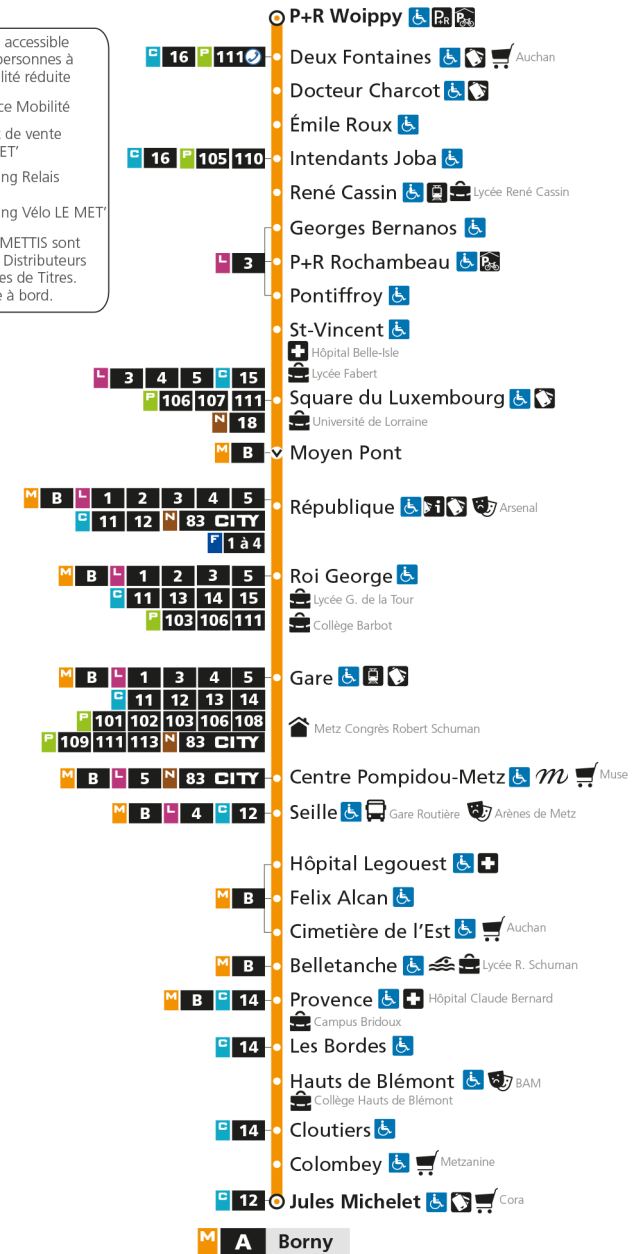 accessible
personnes à
lité réduite
ce Mobilité
t de vente
ET’
ng Relais
ng Vélo LE MET’
METTIS sont
Distributeurs
es de Titres.
e à bord.
P+R Woippy P+R P
C 16 P 111 Deux Fontaines Auchan
Docteur Charcot
Émile Roux
C 16 P 105 110 Intendants Joba
René Cassin Lycée René Cassin
Georges Bernanos
L 3 P+R Rochambeau P
Pontiffroy
St-Vincent
Hôpital Belle-Isle
Lycée Fabert
L 3 4 5 C 15
P 106 107 111 Square du Luxembourg
N 18 Université de Lorraine
M B Moyen Pont
M B L 1 2 3 4 5
République i Arsenal
C 11 12 N 83 CITY
F 1 à 4
M B L 1 2 3 5 Roi George
C 11 13 14 15 Lycée G. de la Tour
P 103 106 111 Collège Barbot
M B L 1 3 4 5 Gare
C 11 12 13 14
P 101 102 103 106 108
Metz Congrès Robert Schuman
P 109 111 113 N 83 CITY
M B L 5 N 83 CITY Centre Pompidou-Metz m Muse
M B L 4 C 12 Seille Gare Routière Arènes de Metz
Hôpital Legouest
M B Felix Alcan
Cimetière de l’Est Auchan
M B Belletanche Lycée R. Schuman
M B C 14 Provence Hôpital Claude Bernard
Campus Bridoux
C 14 Les Bordes
Hauts de Blémont BAM
Collège Hauts de Blémont
C 14 Cloutiers
Colombey Metzanine
C 12 Jules Michelet Cora
M A Borny